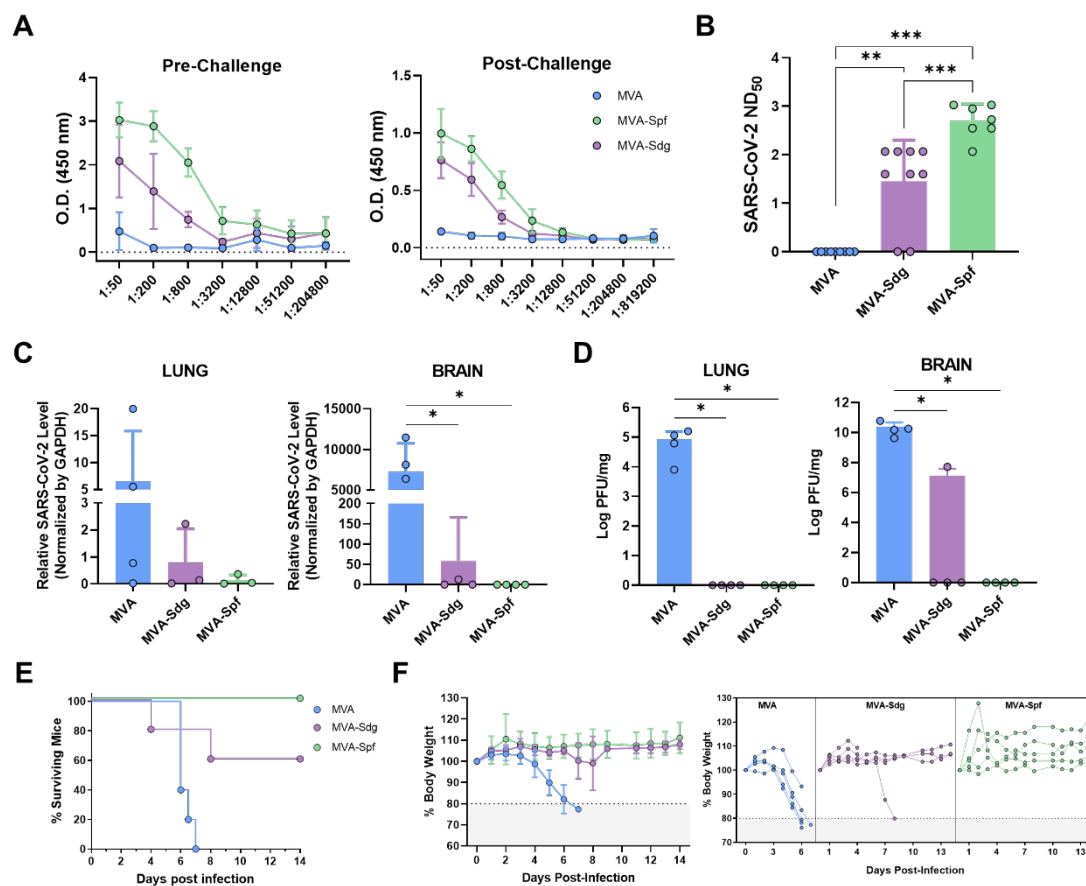 A
Pre-Challenge
O.D. (450 nm)
4
3
2
1
0
1:50
1:200
1:800
1:3200
1:12800
1:51200
1:204800
Post-Challenge
O.D. (450 nm)
1.5
1.0
0.5
0.0
1:50
1:200
1:800
1:3200
1:12800
1:51200
1:204800
1:819200
MVA
MVA-Spf
MVA-Sdg
B
SARS-CoV-2 ND50
4
3
2
1
0
***
**
***
MVA
MVA-Sdg
MVA-Spf
C
LUNG
Relative SARS-CoV-2 Level
(Normalized by GAPDH)
20
15
10
5
3
2
1
0
MVA
MVA-Sdg
MVA-Spf
BRAIN
Relative SARS-CoV-2 Level
(Normalized by GAPDH)
15000
10000
5000
200
150
100
50
0
*
*
MVA
MVA-Sdg
MVA-Spf
D
LUNG
Log PFU/mg
6
5
4
3
2
1
0
*
*
MVA
MVA-Sdg
MVA-Spf
BRAIN
Log PFU/mg
12
10
8
6
4
2
0
*
*
MVA
MVA-Sdg
MVA-Spf
E
% Surviving Mice
100
80
60
40
20
0
0
2
4
6
8
10
12
14
Days post infection
MVA
MVA-Sdg
MVA-Spf
F
% Body Weight
130
120
110
100
90
80
70
60
0
2
4
6
8
10
12
14
Days Post-Infection
% Body Weight
130
120
110
100
90
80
70
MVA
MVA-Sdg
MVA-Spf
0
3
6
1
4
7
10
13
1
4
7
10
13
Days Post-Infection